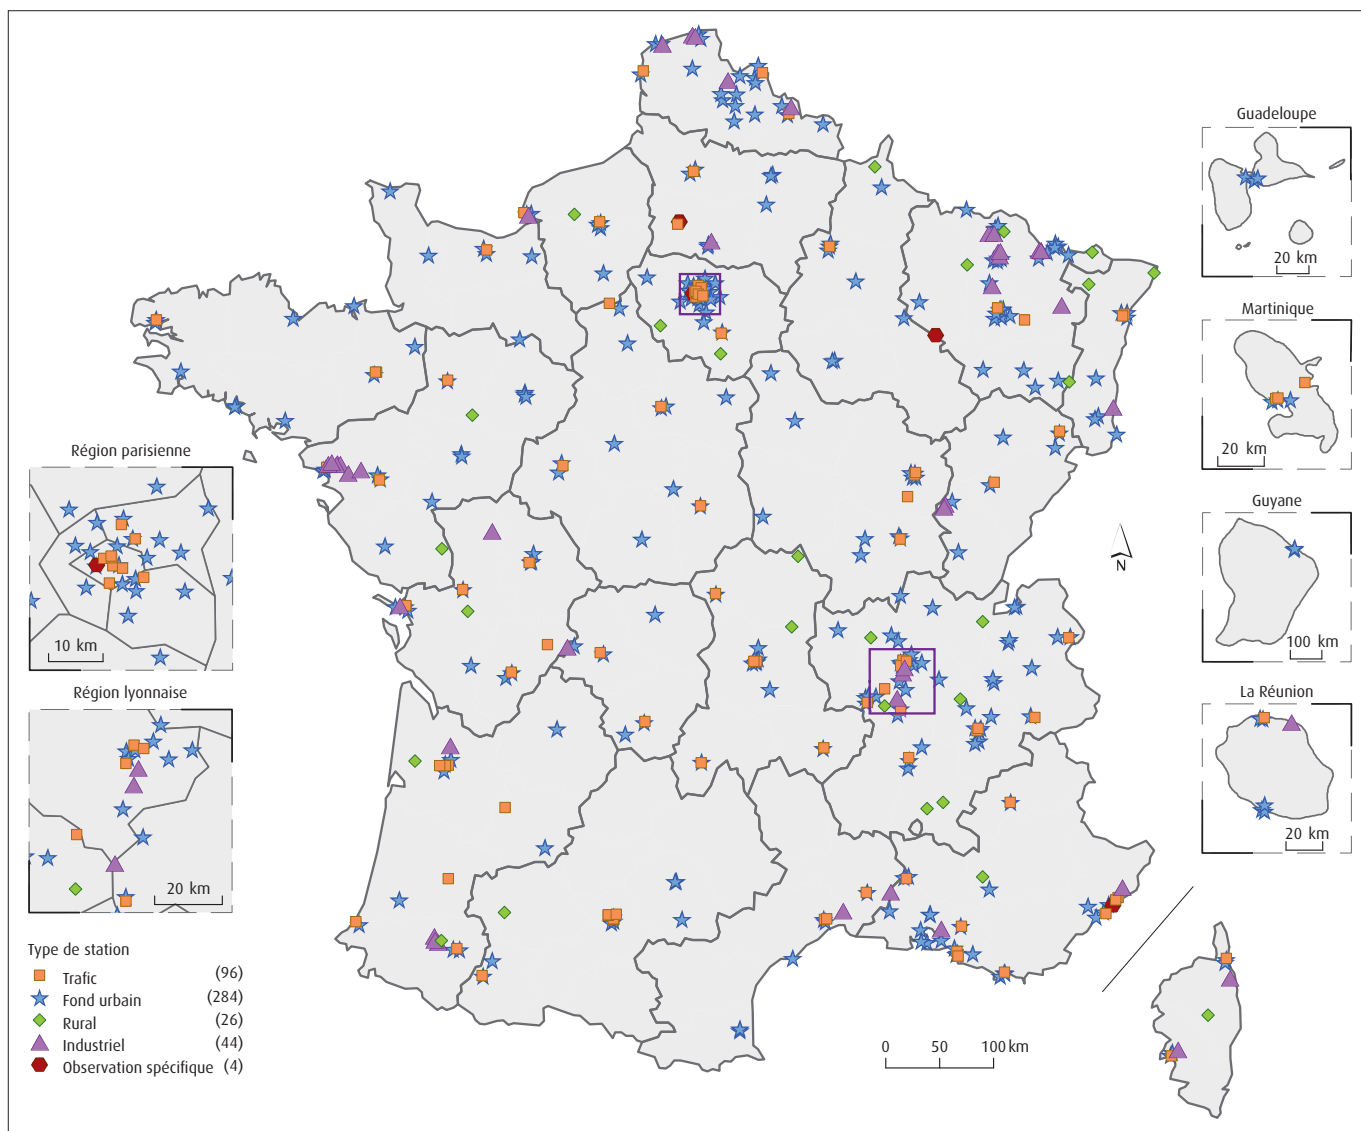 Guadeloupe
20 km
Martinique
20 km
Région parisienne
10 km
Guyane
100 km
N
Région lyonnaise
20 km
La Réunion
20 km
Type de station
Trafic (96)
Fond urbain (284)
Rural (26)
Industriel (44)
Observation spécifique (4)
0 50 100 km